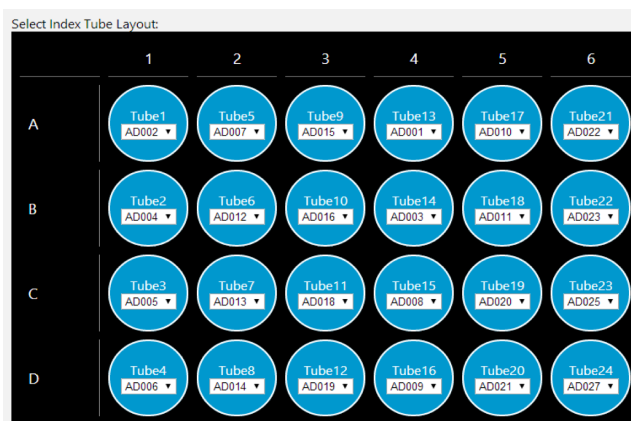 Select Index Tube Layout:
1 2 3 4 5 6
A
Tube1 Tube5 Tube9 Tube13 Tube17 Tube21
AD002 AD007 AD015 AD001 AD010 AD022
B
Tube2 Tube6 Tube10 Tube14 Tube18 Tube22
AD004 AD012 AD016 AD003 AD011 AD023
C
Tube3 Tube7 Tube11 Tube15 Tube19 Tube23
AD005 AD013 AD018 AD008 AD020 AD025
D
Tube4 Tube8 Tube12 Tube16 Tube20 Tube24
AD006 AD014 AD019 AD009 AD021 AD027